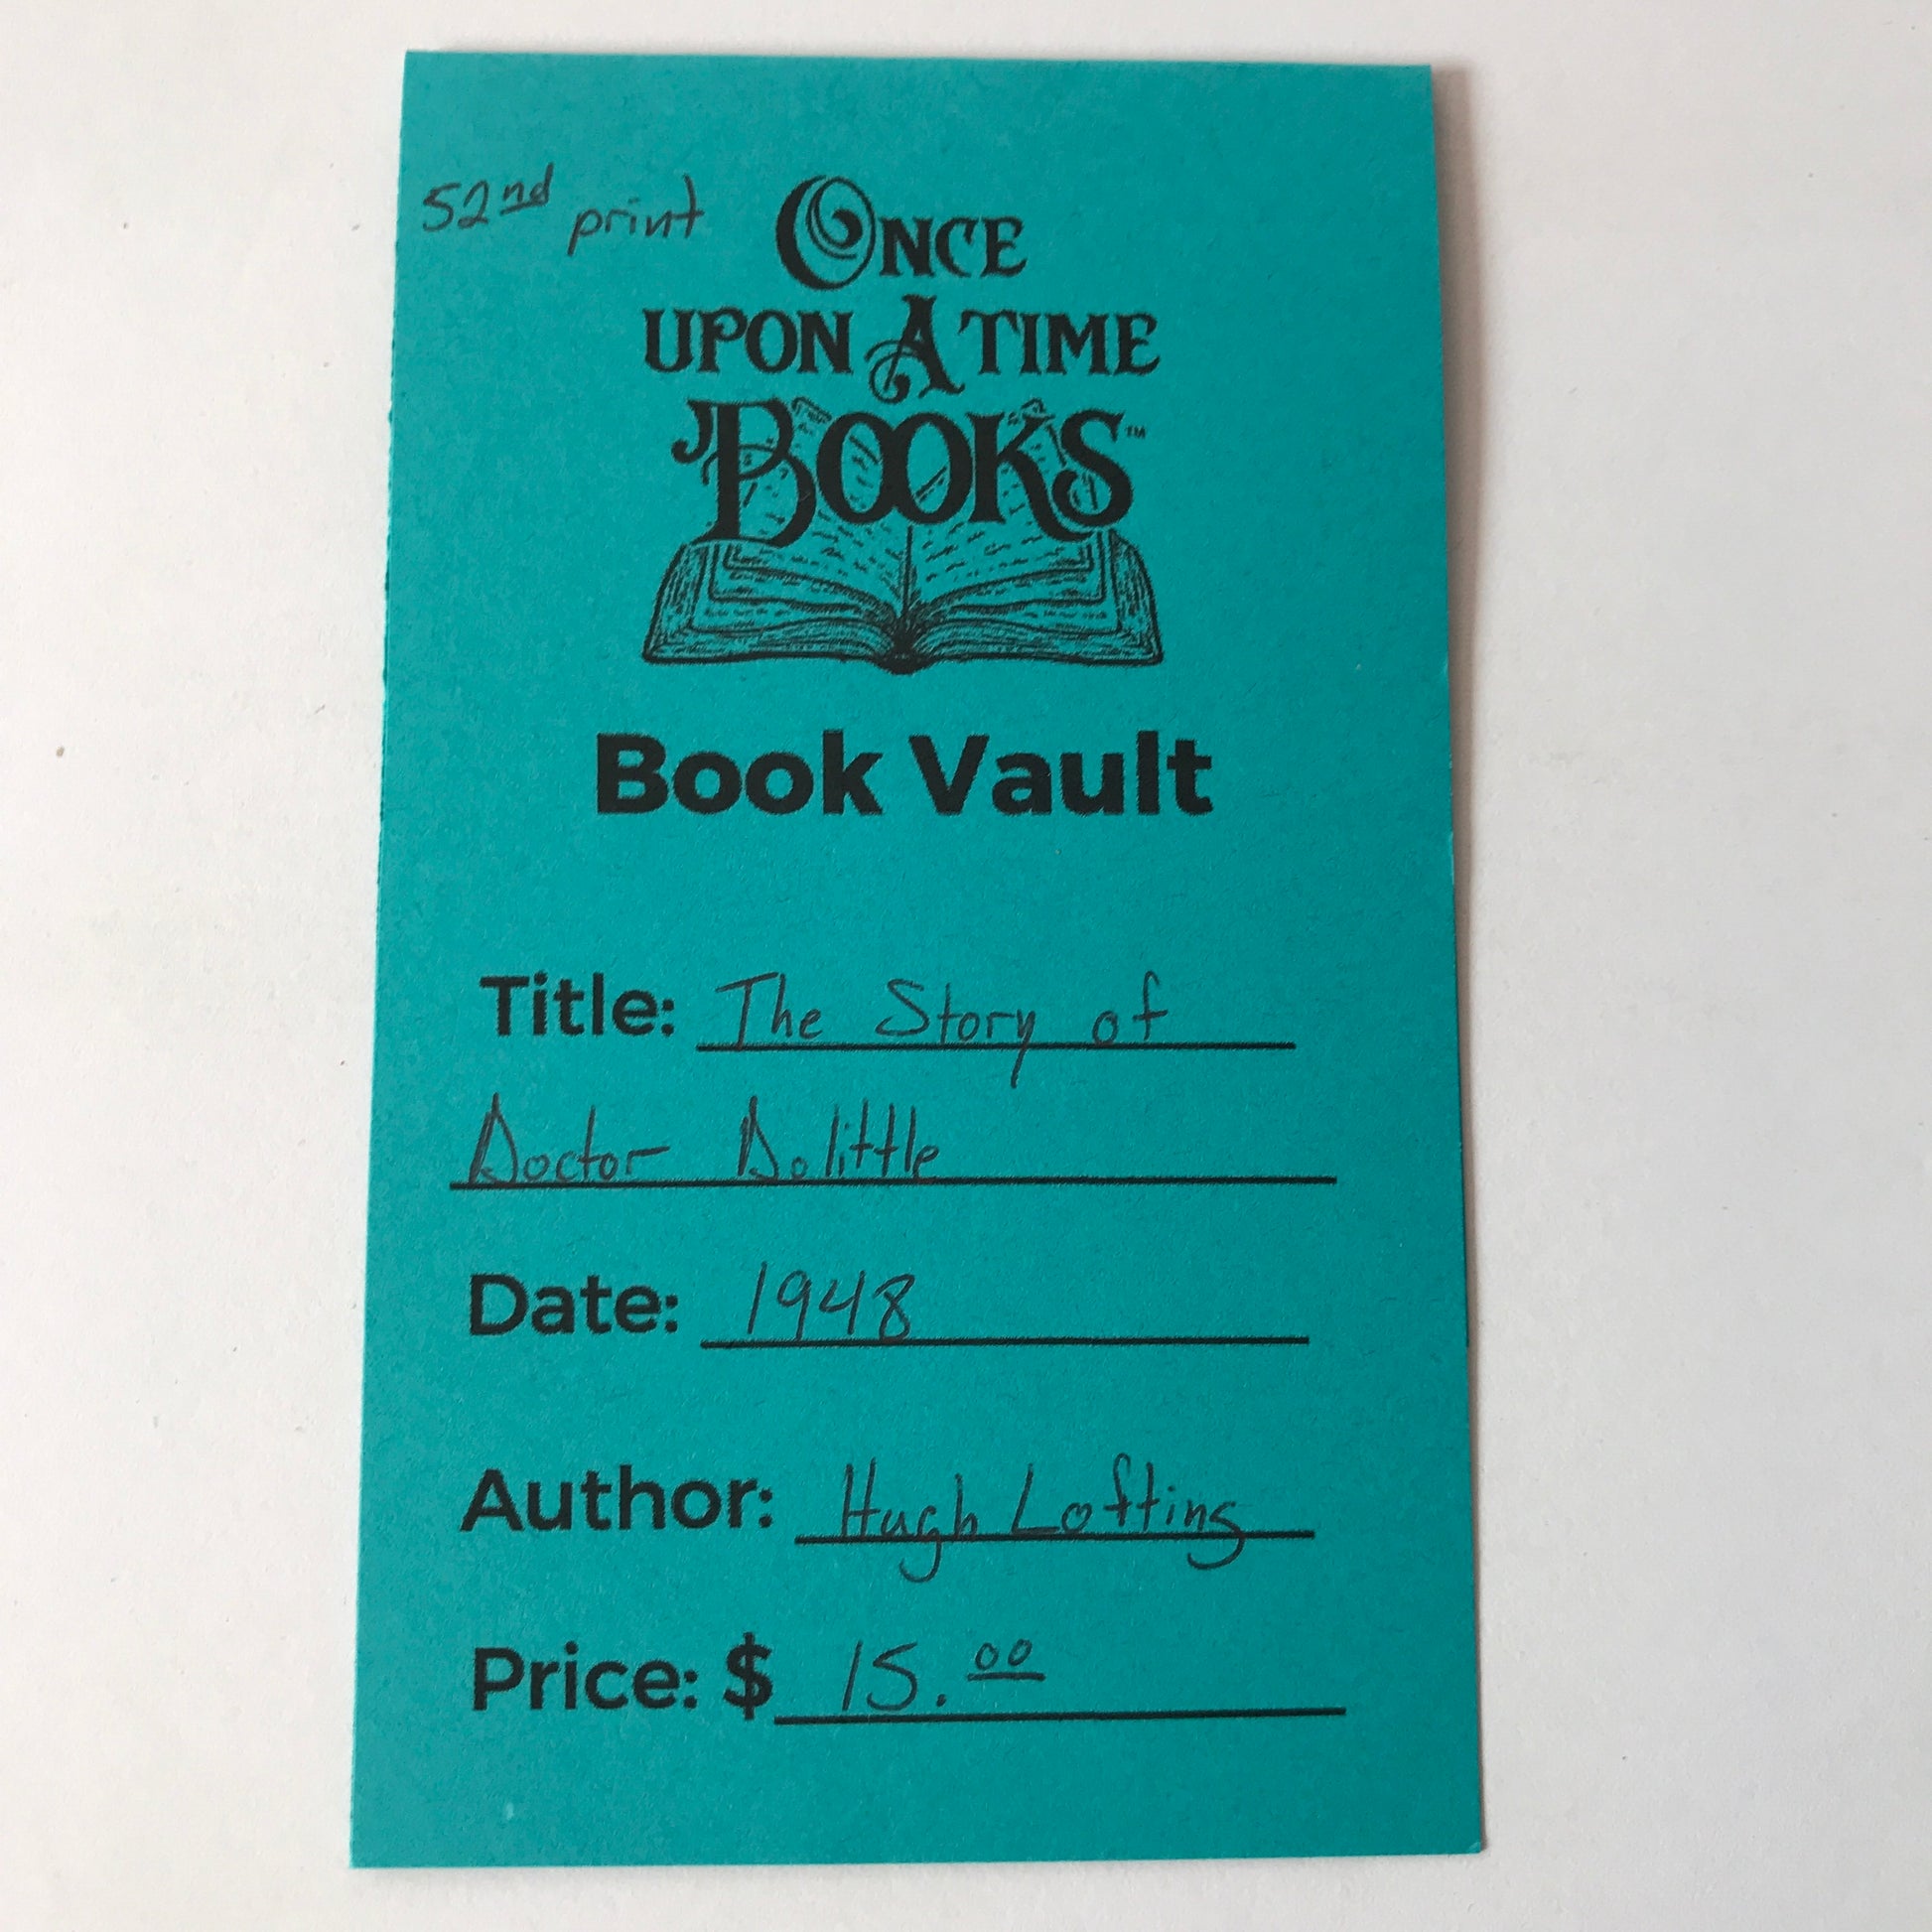 52nd print
ONCE
UPON A TIME
BOOKS™
Book Vault
Title: The Story of
Doctor Dolittle
Date: 1948
Author: Hugh Lofting
Price: $ 15.00